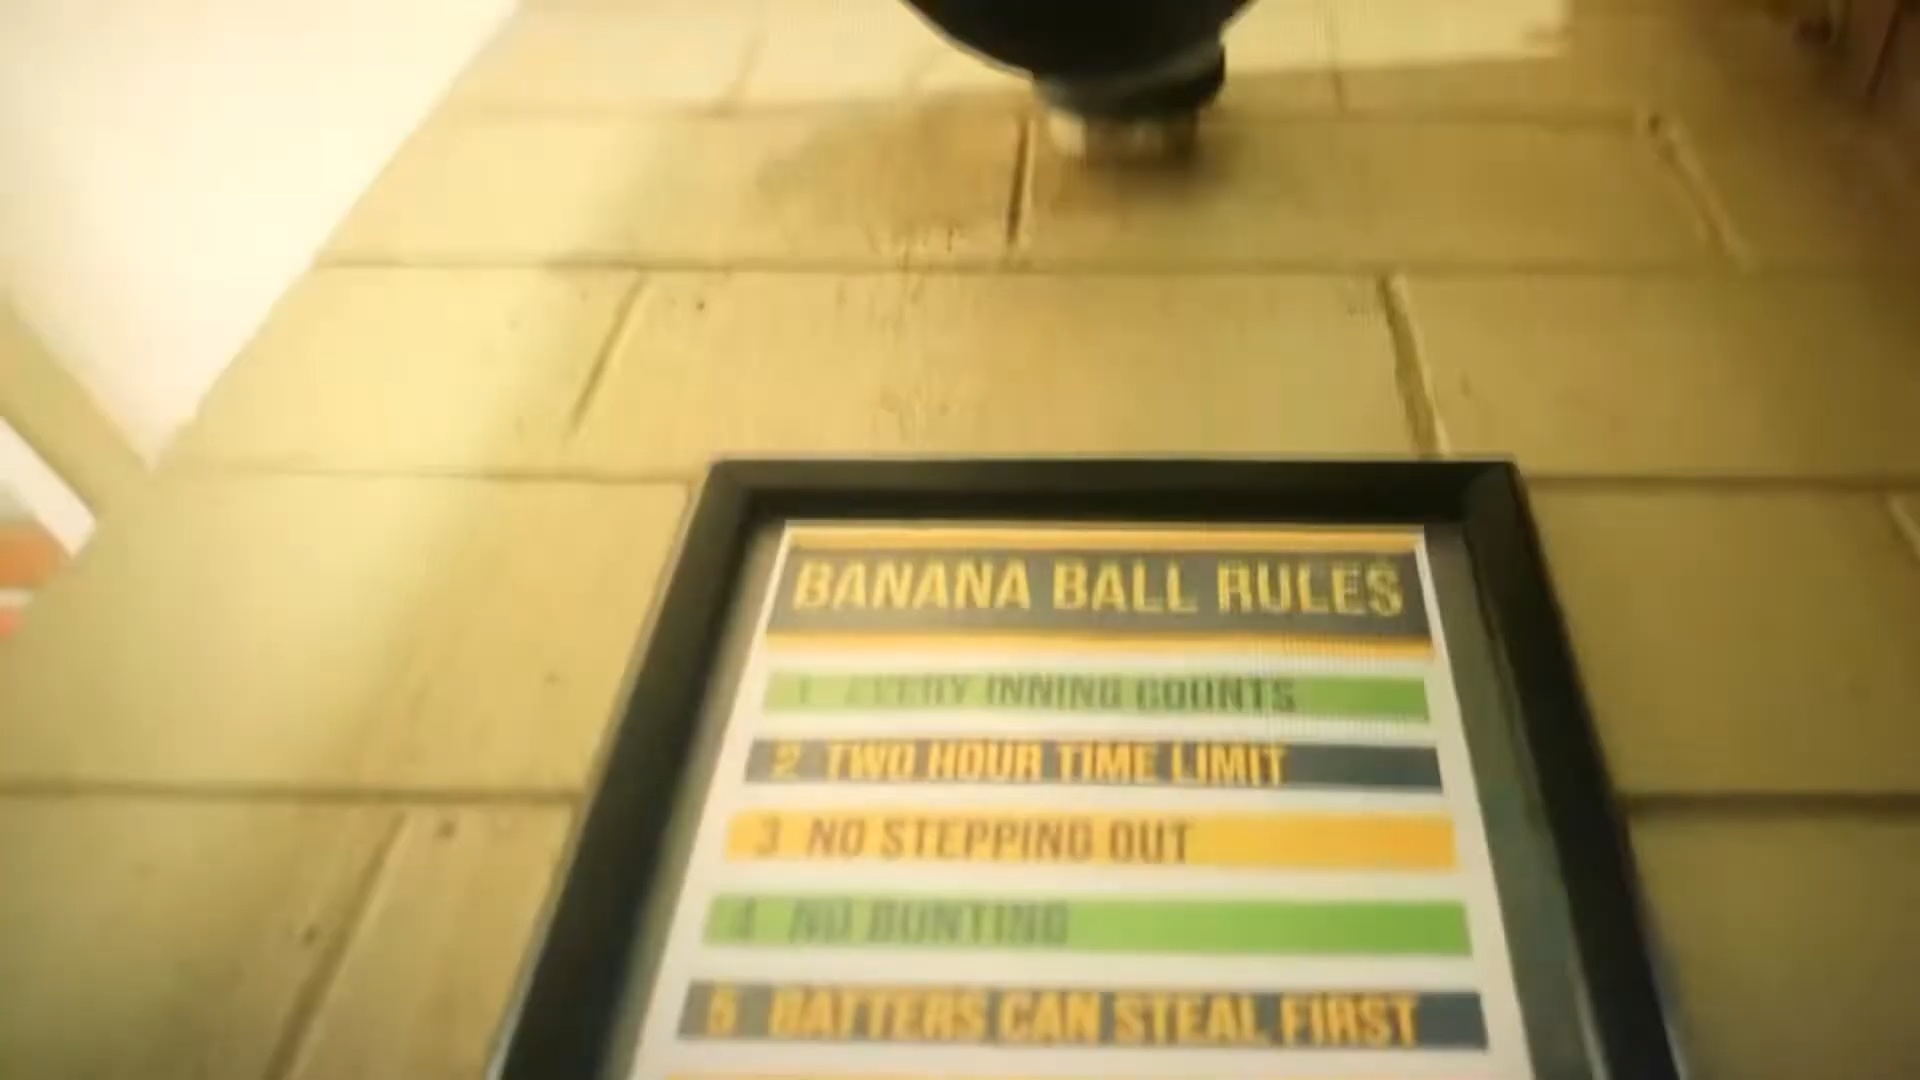 BANANA BALL RULES
1 EVERY INNING COUNTS
2 TWO HOUR TIME LIMIT
3 NO STEPPING OUT
4 NO BUNTING
5 BATTERS CAN STEAL FIRST